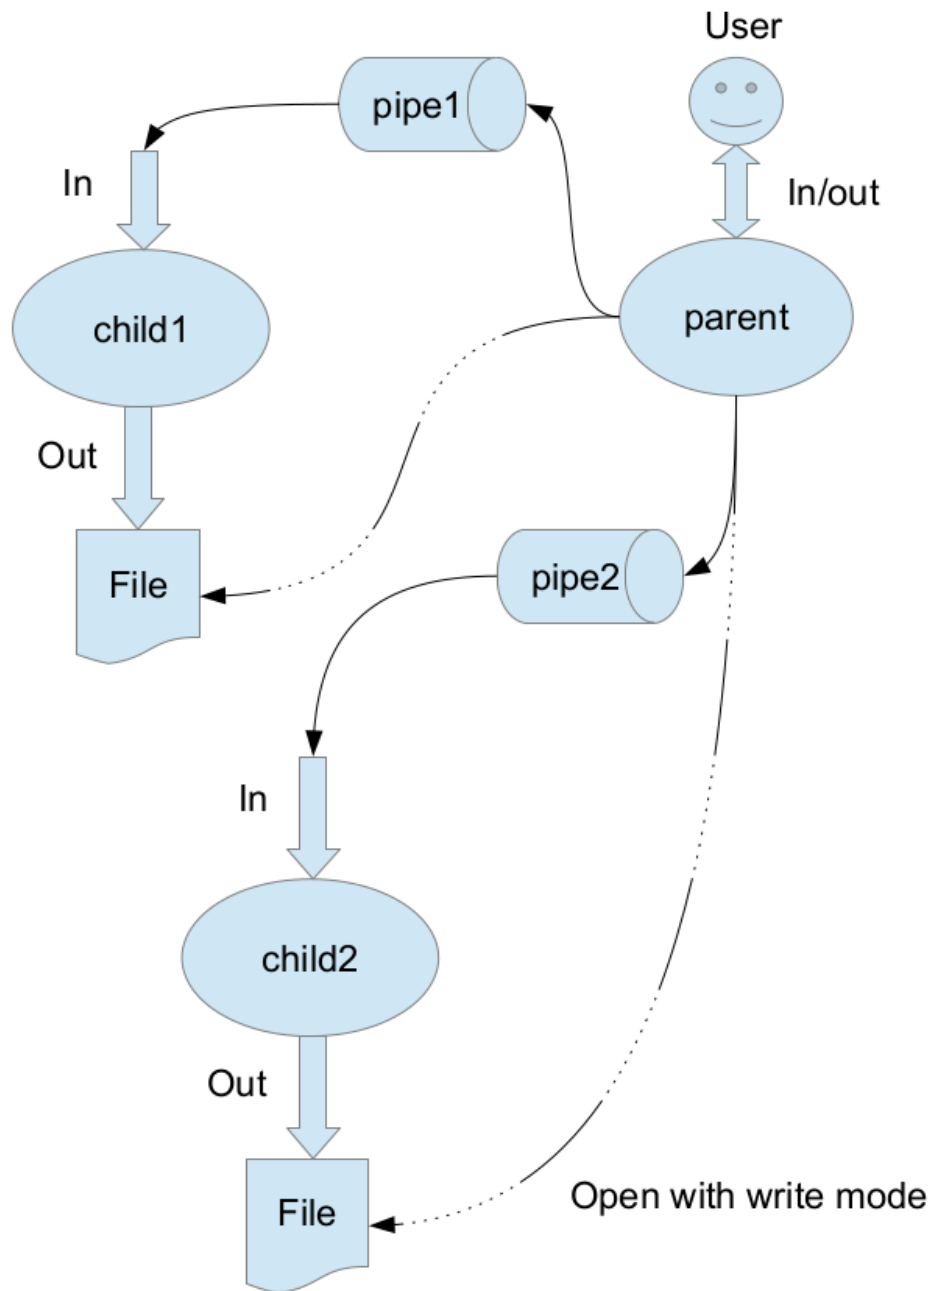 User
pipe1
In
In/out
child1
parent
Out
File
pipe2
In
child2
Out
File
Open with write mode